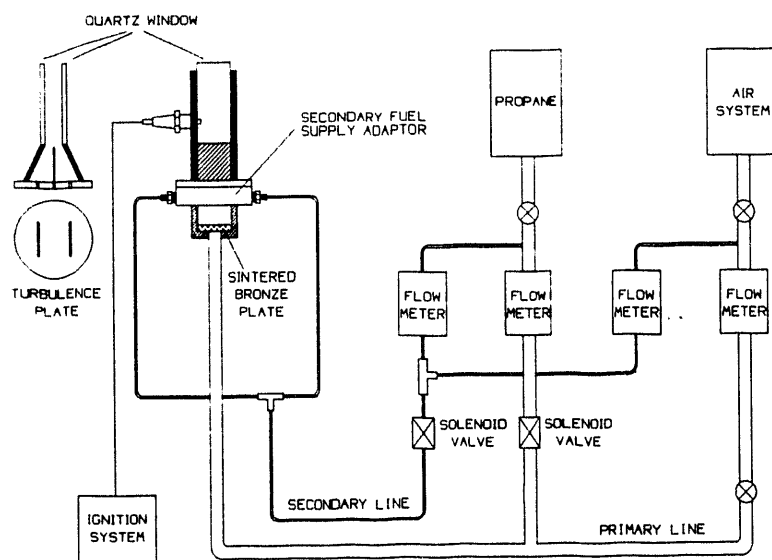 QUARTZ WINDOW
SECONDARY FUEL
SUPPLY ADAPTOR
PROPANE
AIR
SYSTEM
TURBULENCE
PLATE
SINTERED
BRONZE
PLATE
FLOW
METER
FLOW
METER
FLOW
METER
FLOW
METER
SOLENOID
VALVE
SOLENOID
VALVE
SECONDARY LINE
PRIMARY LINE
IGNITION
SYSTEM